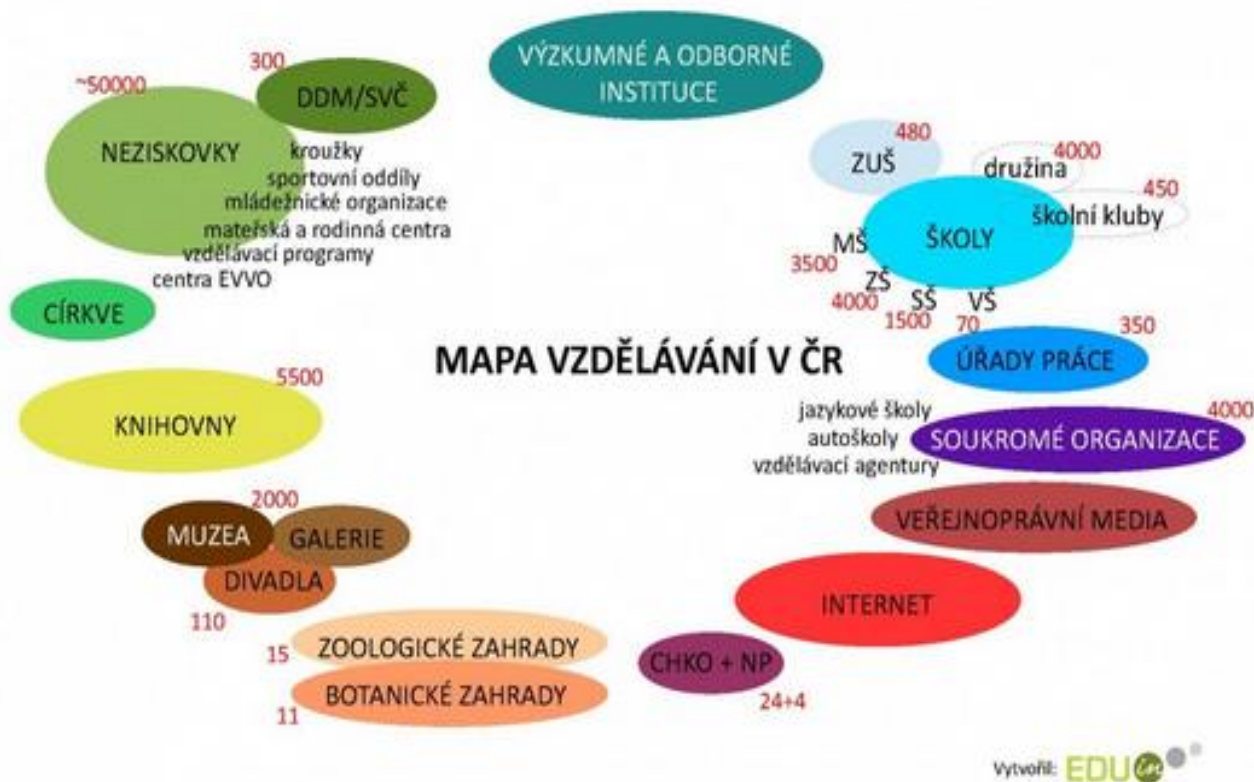 VÝZKUMNÉ A ODBORNÉ
INSTITUCE
300
~50000
DDM/SVČ
NEZISKOVKY
kroužky
sportovní oddíly
mládežnické organizace
mateřská a rodinná centra
vzdělávací programy
centra EVVO
480
ZUŠ
4000
družina
450
školní kluby
ŠKOLY
MŠ
3500
ZŠ
4000
SŠ
1500
VŠ
70
CÍRKVE
MAPA VZDĚLÁVÁNÍ V ČR
350
ÚŘADY PRÁCE
5500
KNIHOVNY
jazykové školy
autoškoly
vzdělávací agentury
4000
SOUKROMÉ ORGANIZACE
2000
MUZEA
GALERIE
DIVADLA
110
VEŘEJNOPRÁVNÍ MEDIA
INTERNET
15
ZOOLOGICKÉ ZAHRADY
11
BOTANICKÉ ZAHRADY
CHKO + NP
24+4
Vytvořil: EDUin